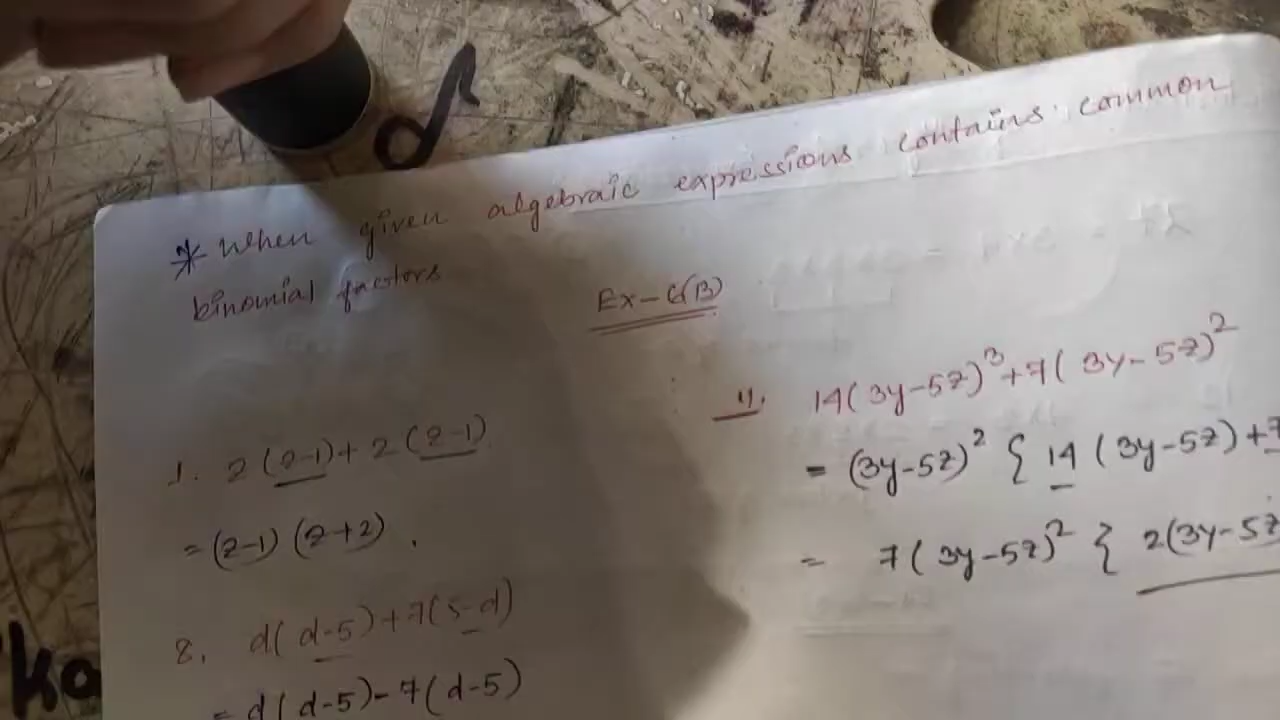 * When given algebraic expressions contains common
binomial factors
Ex-6(B)
1. z(z-1)+2(z-1)
=(z-1)(z+2).
8. d(d-5)+7(5-d)
= d(d-5)-7(d-5)
11. 14(3y-5z)³+7(3y-5z)²
= (3y-5z)² { 14(3y-5z)+7
= 7(3y-5z)² { 2(3y-5z